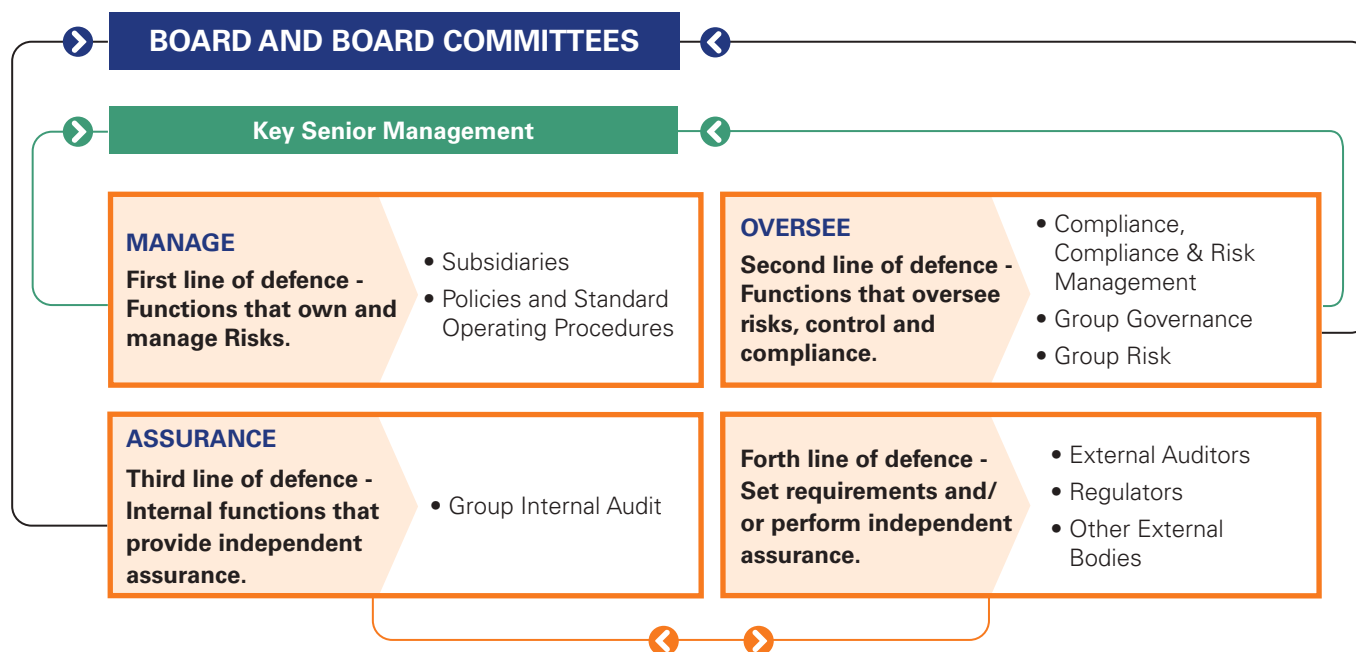 BOARD AND BOARD COMMITTEES
Key Senior Management
MANAGE
First line of defence -
Functions that own and
manage Risks.
• Subsidiaries
• Policies and Standard
Operating Procedures
OVERSEE
Second line of defence -
Functions that oversee
risks, control and
compliance.
• Compliance,
Compliance & Risk
Management
• Group Governance
• Group Risk
ASSURANCE
Third line of defence -
Internal functions that
provide independent
assurance.
• Group Internal Audit
Forth line of defence -
Set requirements and/
or perform independent
assurance.
• External Auditors
• Regulators
• Other External
Bodies